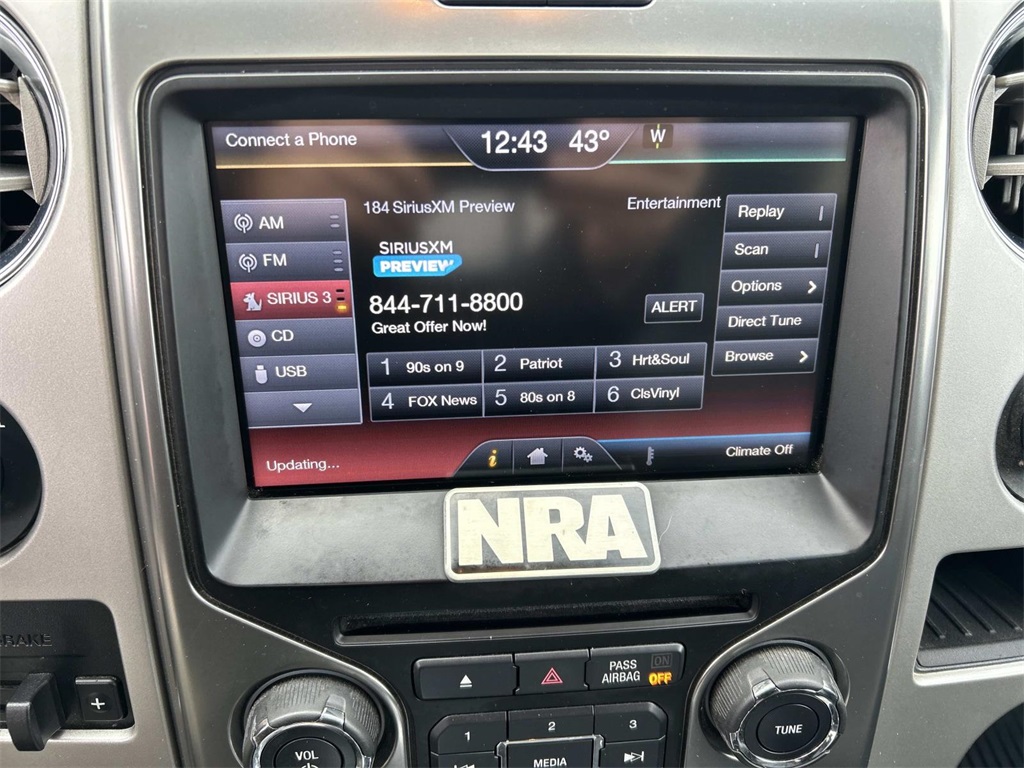 Connect a Phone
12:43 43° W
184 SiriusXM Preview
Entertainment
AM
FM
SIRIUS 3
CD
USB
SIRIUSXM
PREVIEW
844-711-8800
Great Offer Now!
ALERT
Replay
Scan
Options
Direct Tune
Browse
1 90s on 9
2 Patriot
3 Hrt&Soul
4 FOX News
5 80s on 8
6 ClsVinyl
Updating...
i
Climate Off
NRA
BRAKE
+
PASS
AIRBAG
ON
OFF
VOL
1
2
3
MEDIA
TUNE